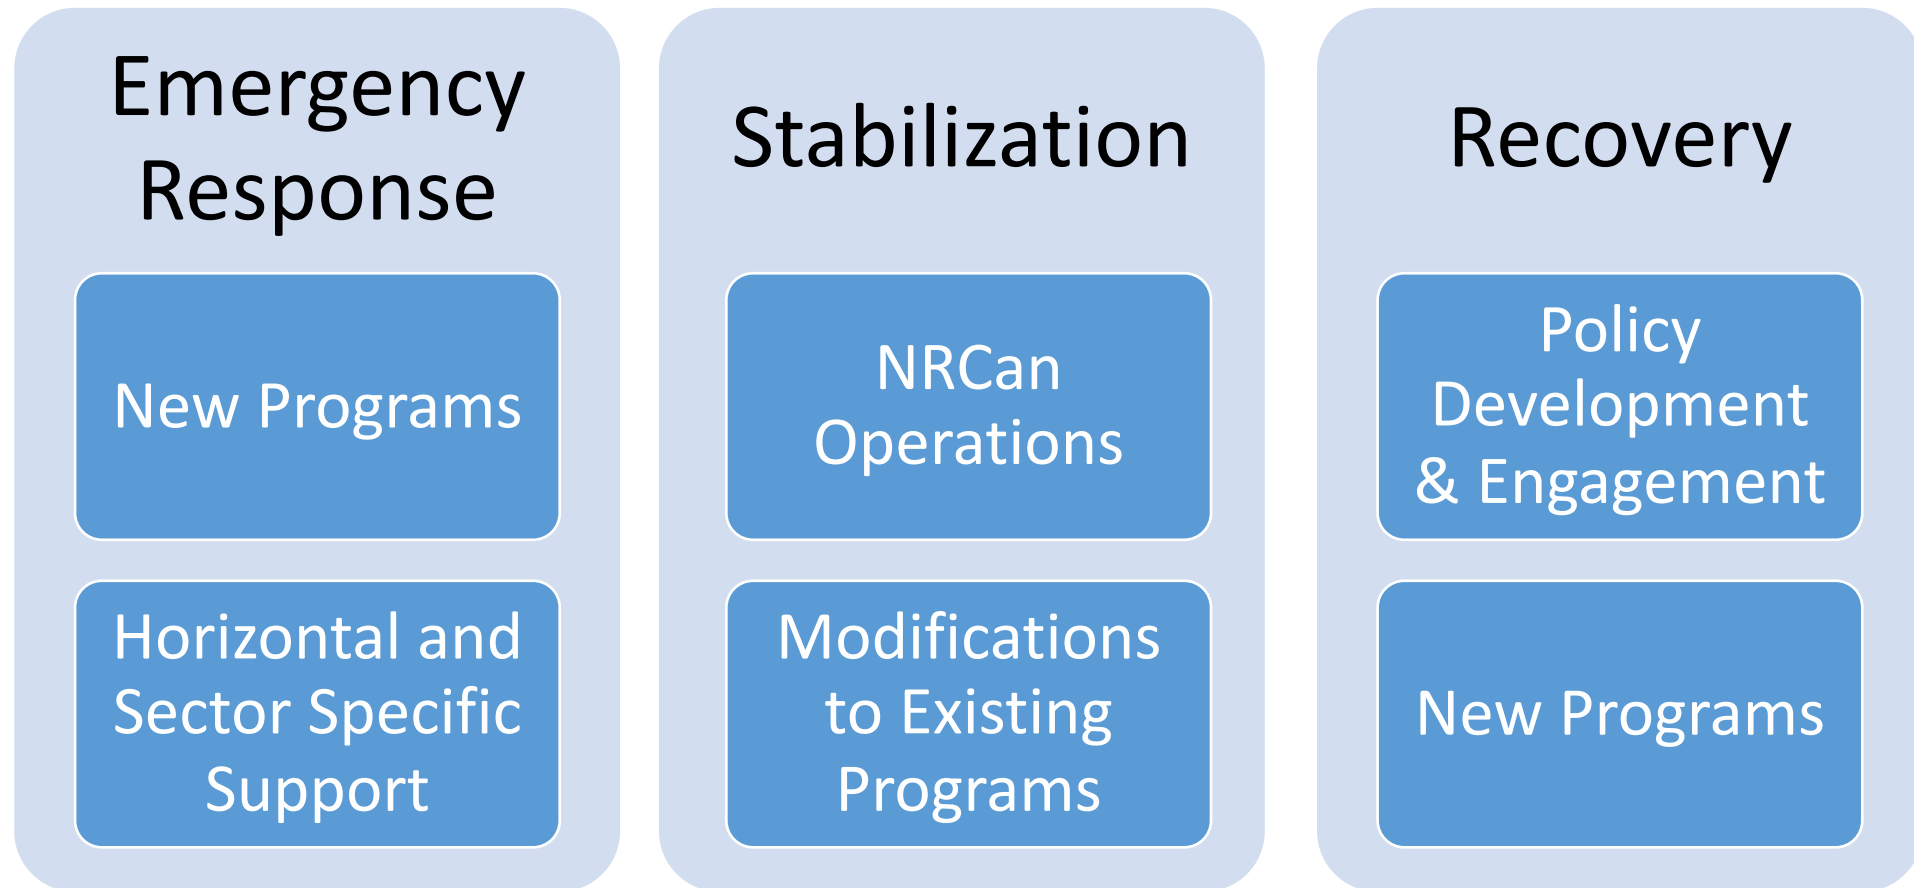 Emergency
Response
New Programs
Horizontal and
Sector Specific
Support
Stabilization
NRCan
Operations
Modifications
to Existing
Programs
Recovery
Policy
Development
& Engagement
New Programs